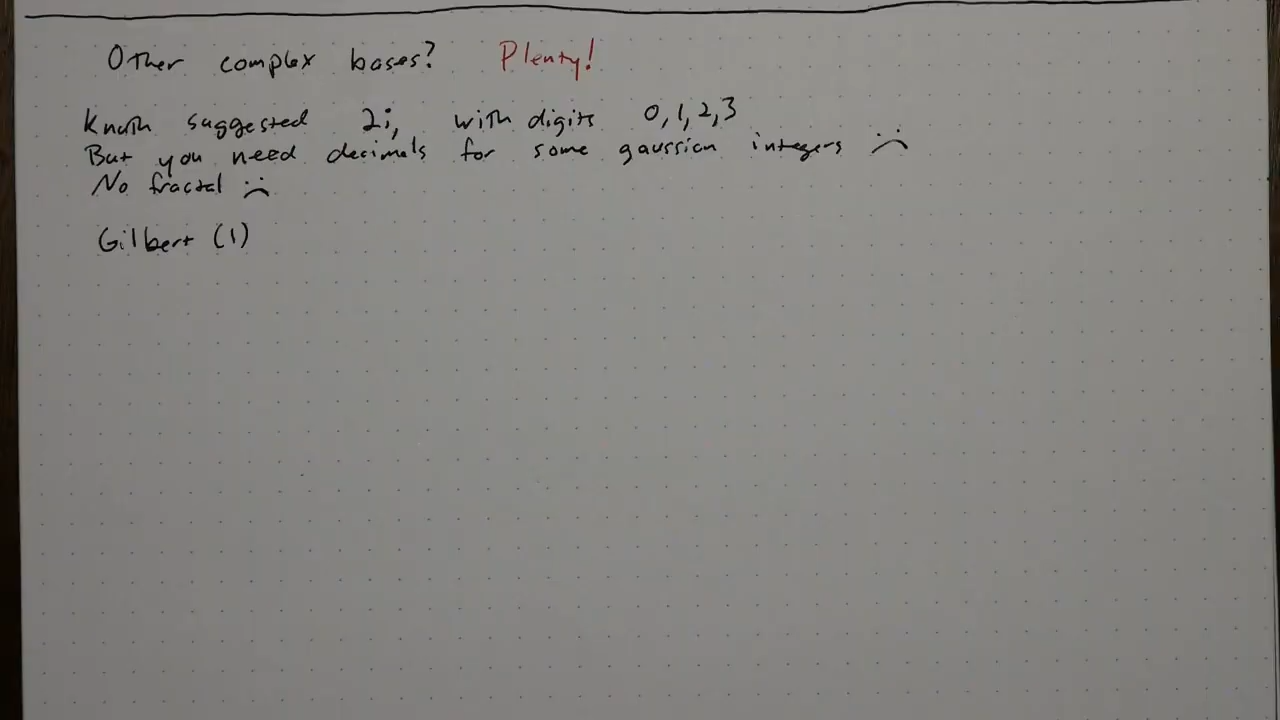 Other complex bases? Plenty!
Knuth suggested 2i, with digits 0,1,2,3
But you need decimals for some gaussian integers :(
No fractal :(
Gilbert (1)